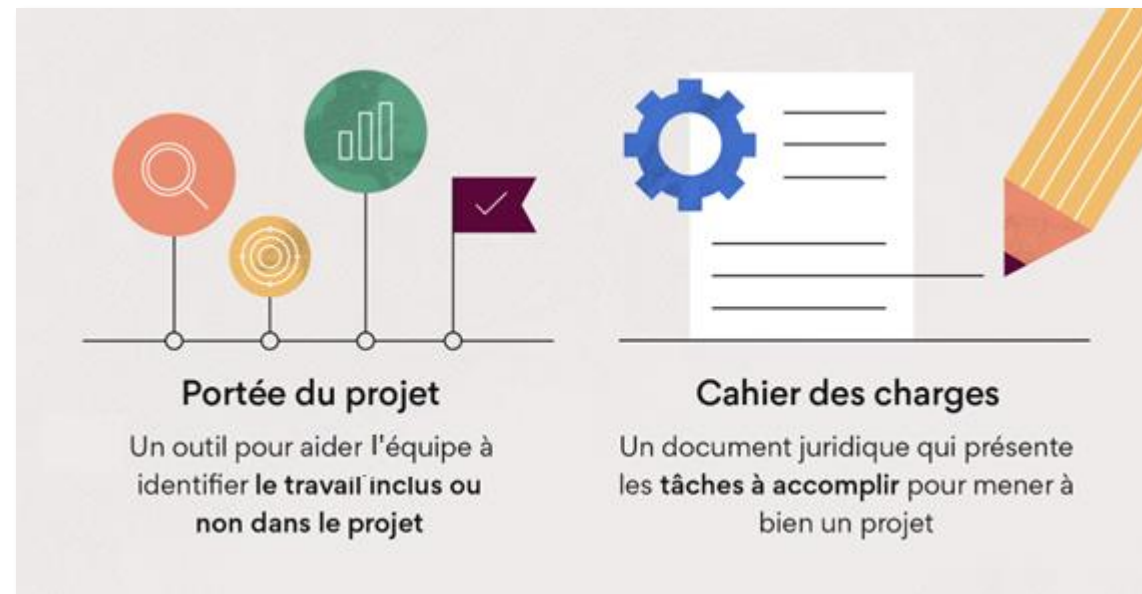 Portée du projet
Un outil pour aider l'équipe à
identifier le travail inclus ou
non dans le projet
Cahier des charges
Un document juridique qui présente
les tâches à accomplir pour mener à
bien un projet